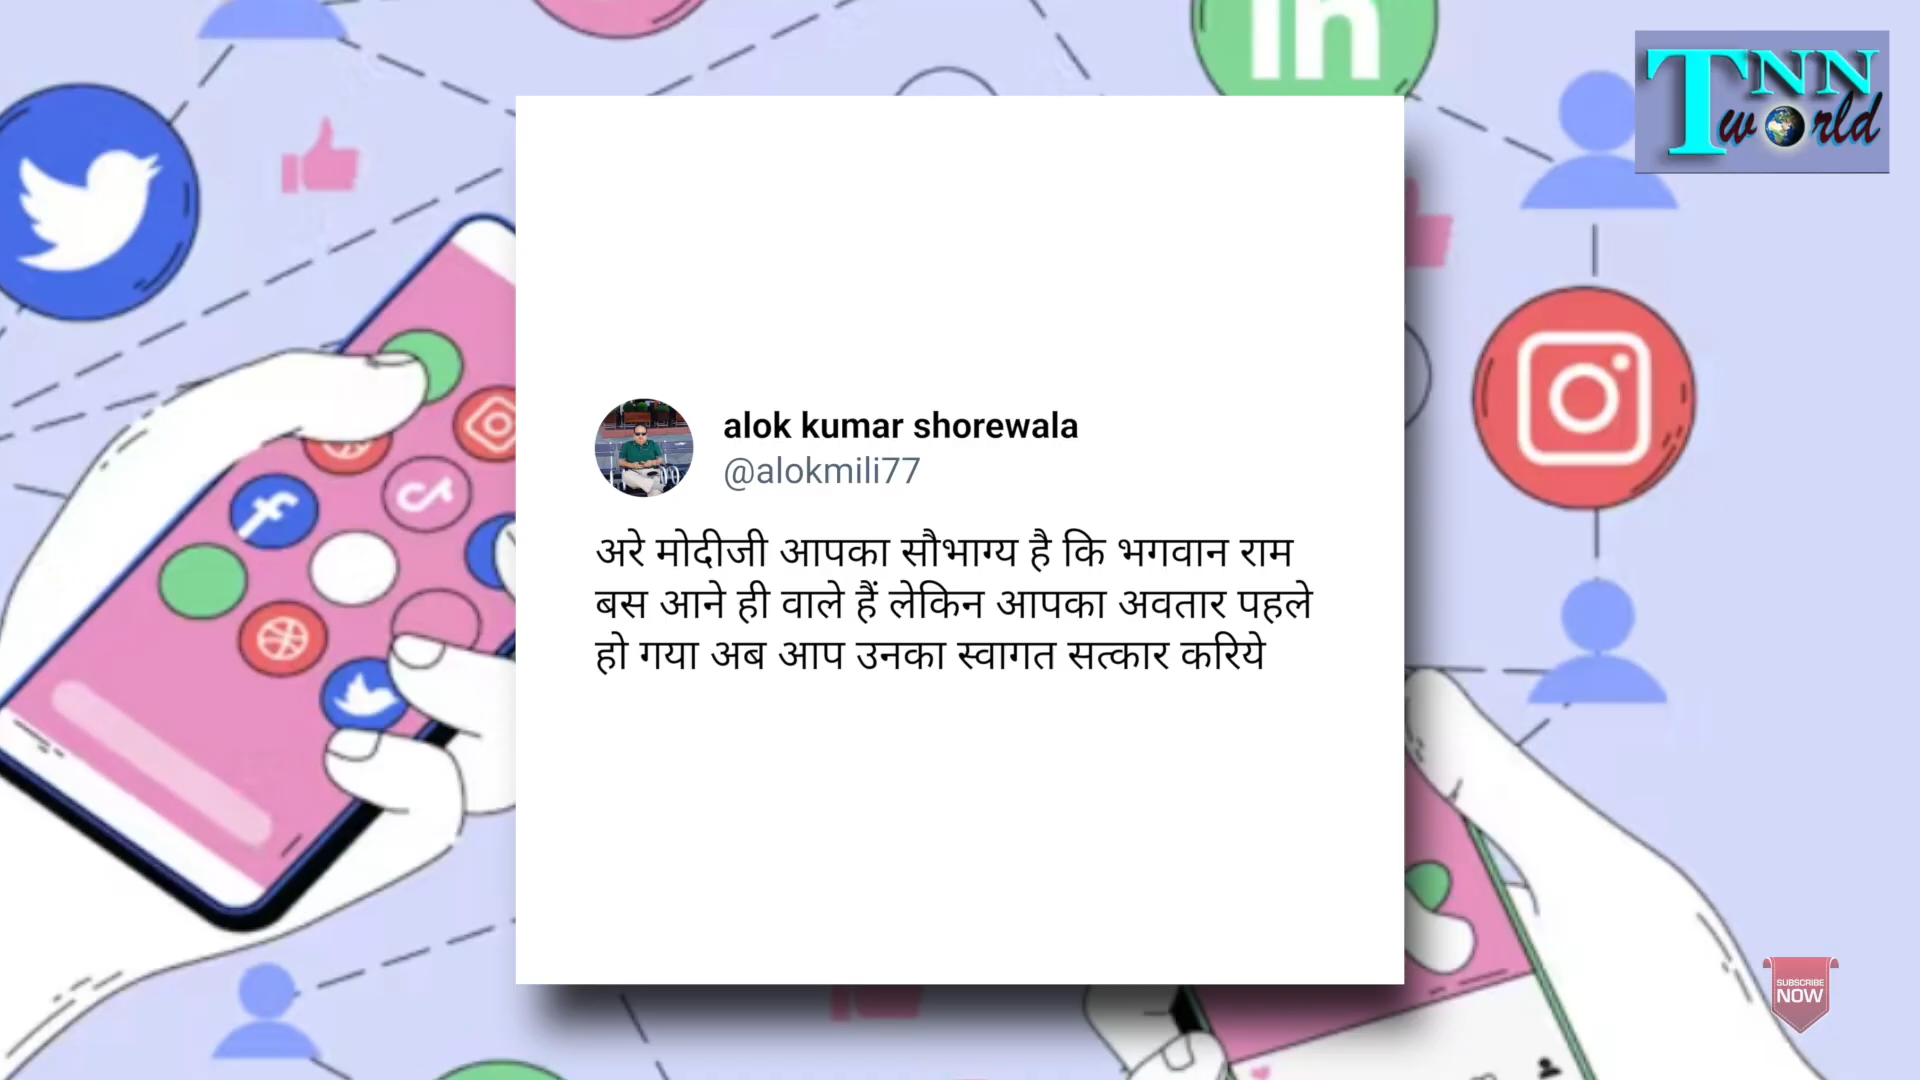 in
TNN
World
alok kumar shorewala
@alokmili77
अरे मोदीजी आपका सौभाग्य है कि भगवान राम
बस आने ही वाले हैं लेकिन आपका अवतार पहले
हो गया अब आप उनका स्वागत सत्कार करिये
SUBSCRIBE
NOW